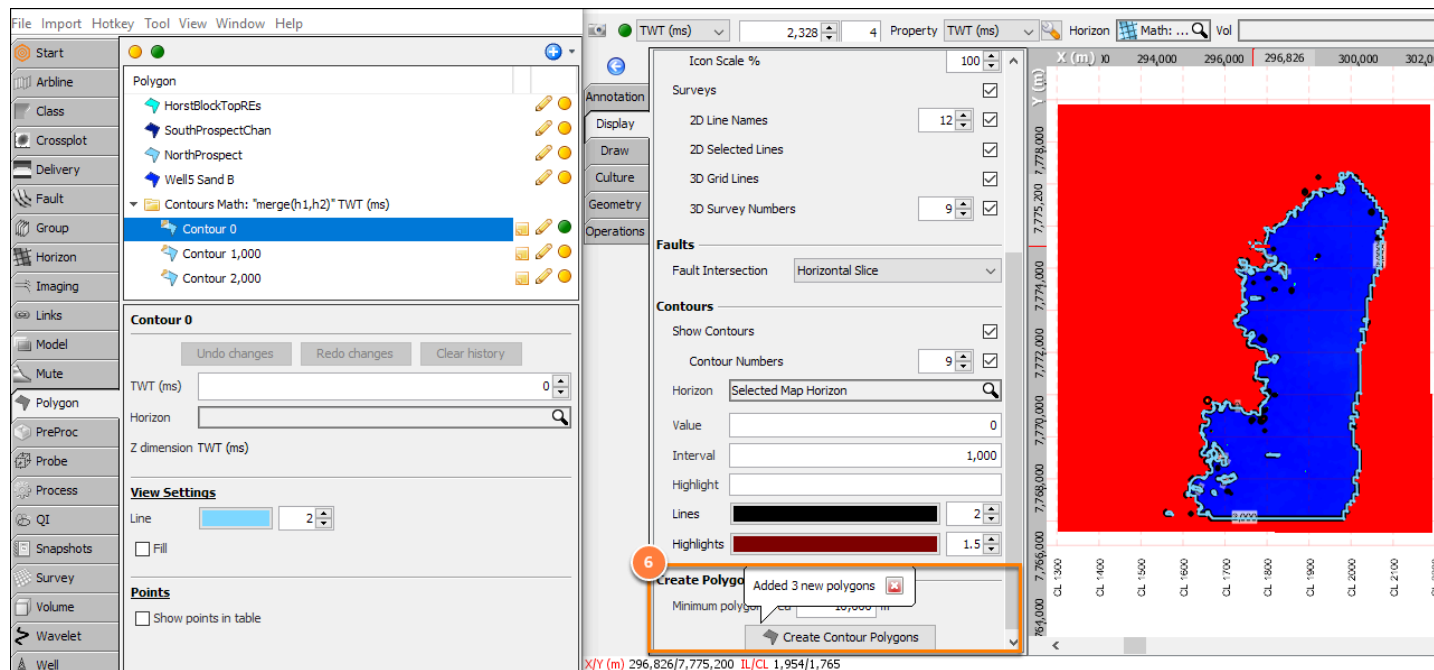 File Import Hotkey Tool View Window Help
Start
Arbline
Class
Crossplot
Delivery
Fault
Group
Horizon
Imaging
Links
Model
Mute
Polygon
PreProc
Probe
Process
QI
Snapshots
Survey
Volume
Wavelet
Well
Polygon
HorstBlockTopREs
SouthProspectChan
NorthProspect
Well5 Sand B
Contours Math: "merge(h1,h2)" TWT (ms)
Contour 0
Contour 1,000
Contour 2,000
Contour 0
Undo changes Redo changes Clear history
TWT (ms) 0
Horizon
Z dimension TWT (ms)
View Settings
Line 2
Fill
Points
Show points in table
TWT (ms) 2,328 4 Property TWT (ms) Horizon Math: ... Vol
Annotation
Display
Draw
Culture
Geometry
Operations
Icon Scale % 100
Surveys
2D Line Names 12
2D Selected Lines
3D Grid Lines
3D Survey Numbers 9
Faults
Fault Intersection Horizontal Slice
Contours
Show Contours
Contour Numbers 9
Horizon Selected Map Horizon
Value 0
Interval 1,000
Highlight
Lines 2
Highlights 1.5
6
Added 3 new polygons
Create Contour Polygons
X (m) 294,000 296,000 296,826 300,000
Y (m)
7,778,000
7,775,200
7,774,000
7,772,000
7,770,000
7,768,000
7,766,000
3,000
CL 1300
CL 1400
CL 1500
CL 1600
CL 1700
CL 1800
CL 1900
CL 2000
CL 2100
X/Y (m) 296,826/7,775,200 IL/CL 1,954/1,765